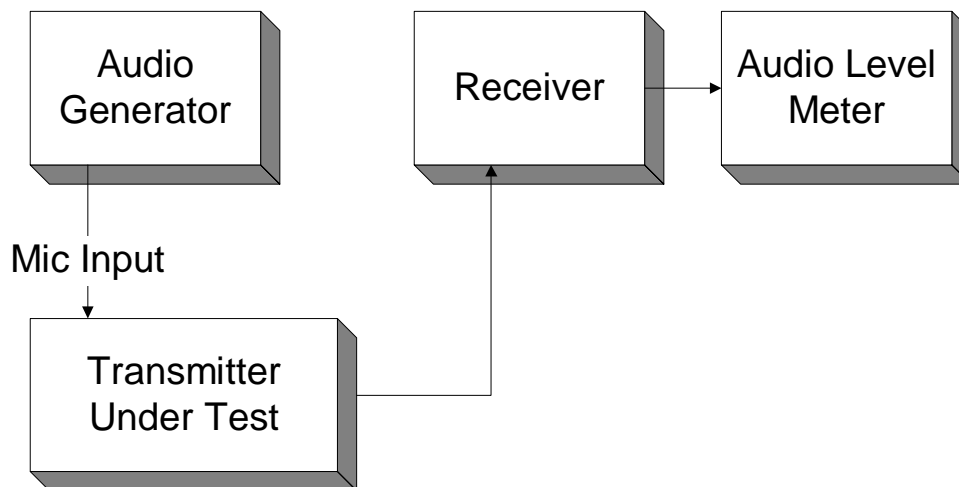 Audio
Generator
Receiver
Audio Level
Meter
Mic Input
Transmitter
Under Test